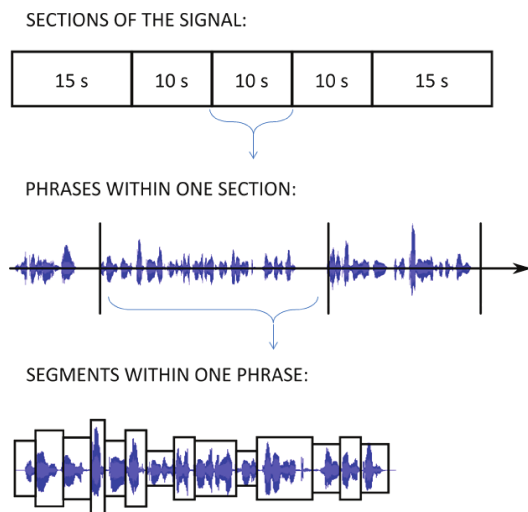 SECTIONS OF THE SIGNAL:
15 s 10 s 10 s 10 s 15 s
PHRASES WITHIN ONE SECTION:
SEGMENTS WITHIN ONE PHRASE: